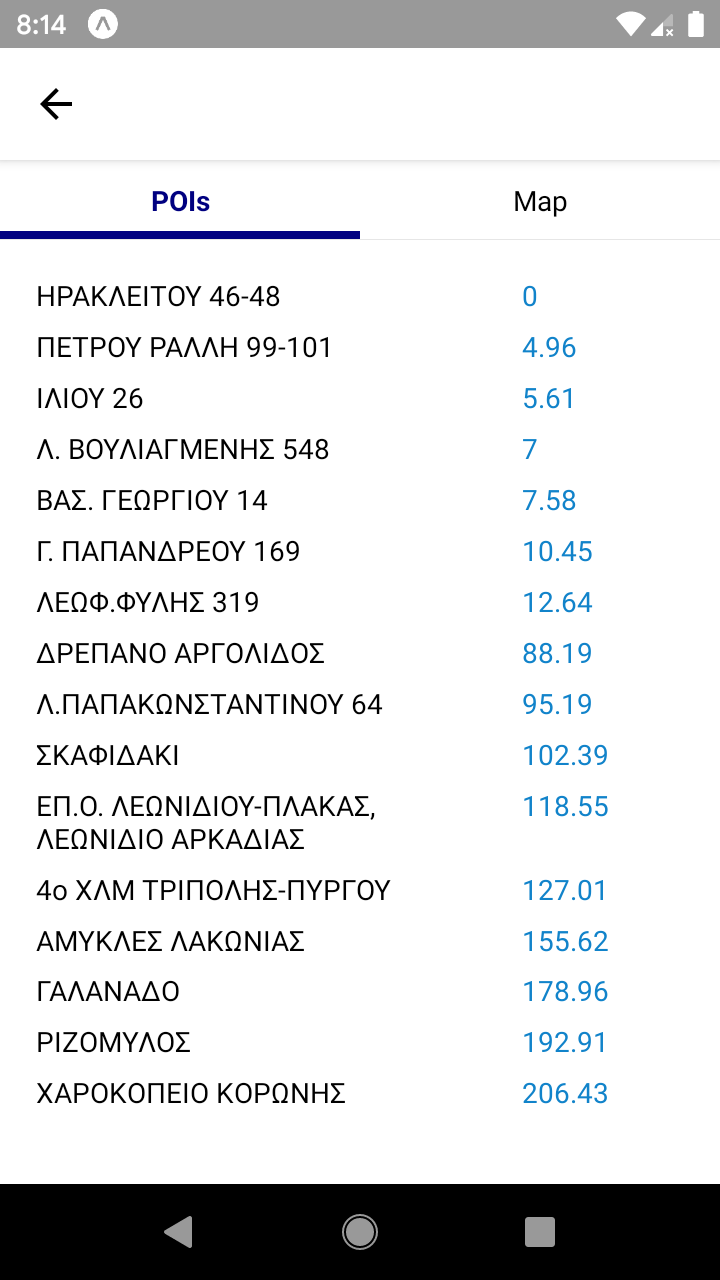 8:14
POIs Map
ΗΡΑΚΛΕΙΤΟΥ 46-48 0
ΠΕΤΡΟΥ ΡΑΛΛΗ 99-101 4.96
ΙΛΙΟΥ 26 5.61
Λ. ΒΟΥΛΙΑΓΜΕΝΗΣ 548 7
ΒΑΣ. ΓΕΩΡΓΙΟΥ 14 7.58
Γ. ΠΑΠΑΝΔΡΕΟΥ 169 10.45
ΛΕΩΦ.ΦΥΛΗΣ 319 12.64
ΔΡΕΠΑΝΟ ΑΡΓΟΛΙΔΟΣ 88.19
Λ.ΠΑΠΑΚΩΝΣΤΑΝΤΙΝΟΥ 64 95.19
ΣΚΑΦΙΔΑΚΙ 102.39
ΕΠ.Ο. ΛΕΩΝΙΔΙΟΥ-ΠΛΑΚΑΣ, 118.55
ΛΕΩΝΙΔΙΟ ΑΡΚΑΔΙΑΣ
4ο ΧΛΜ ΤΡΙΠΟΛΗΣ-ΠΥΡΓΟΥ 127.01
ΑΜΥΚΛΕΣ ΛΑΚΩΝΙΑΣ 155.62
ΓΑΛΑΝΑΔΟ 178.96
ΡΙΖΟΜΥΛΟΣ 192.91
ΧΑΡΟΚΟΠΕΙΟ ΚΟΡΩΝΗΣ 206.43